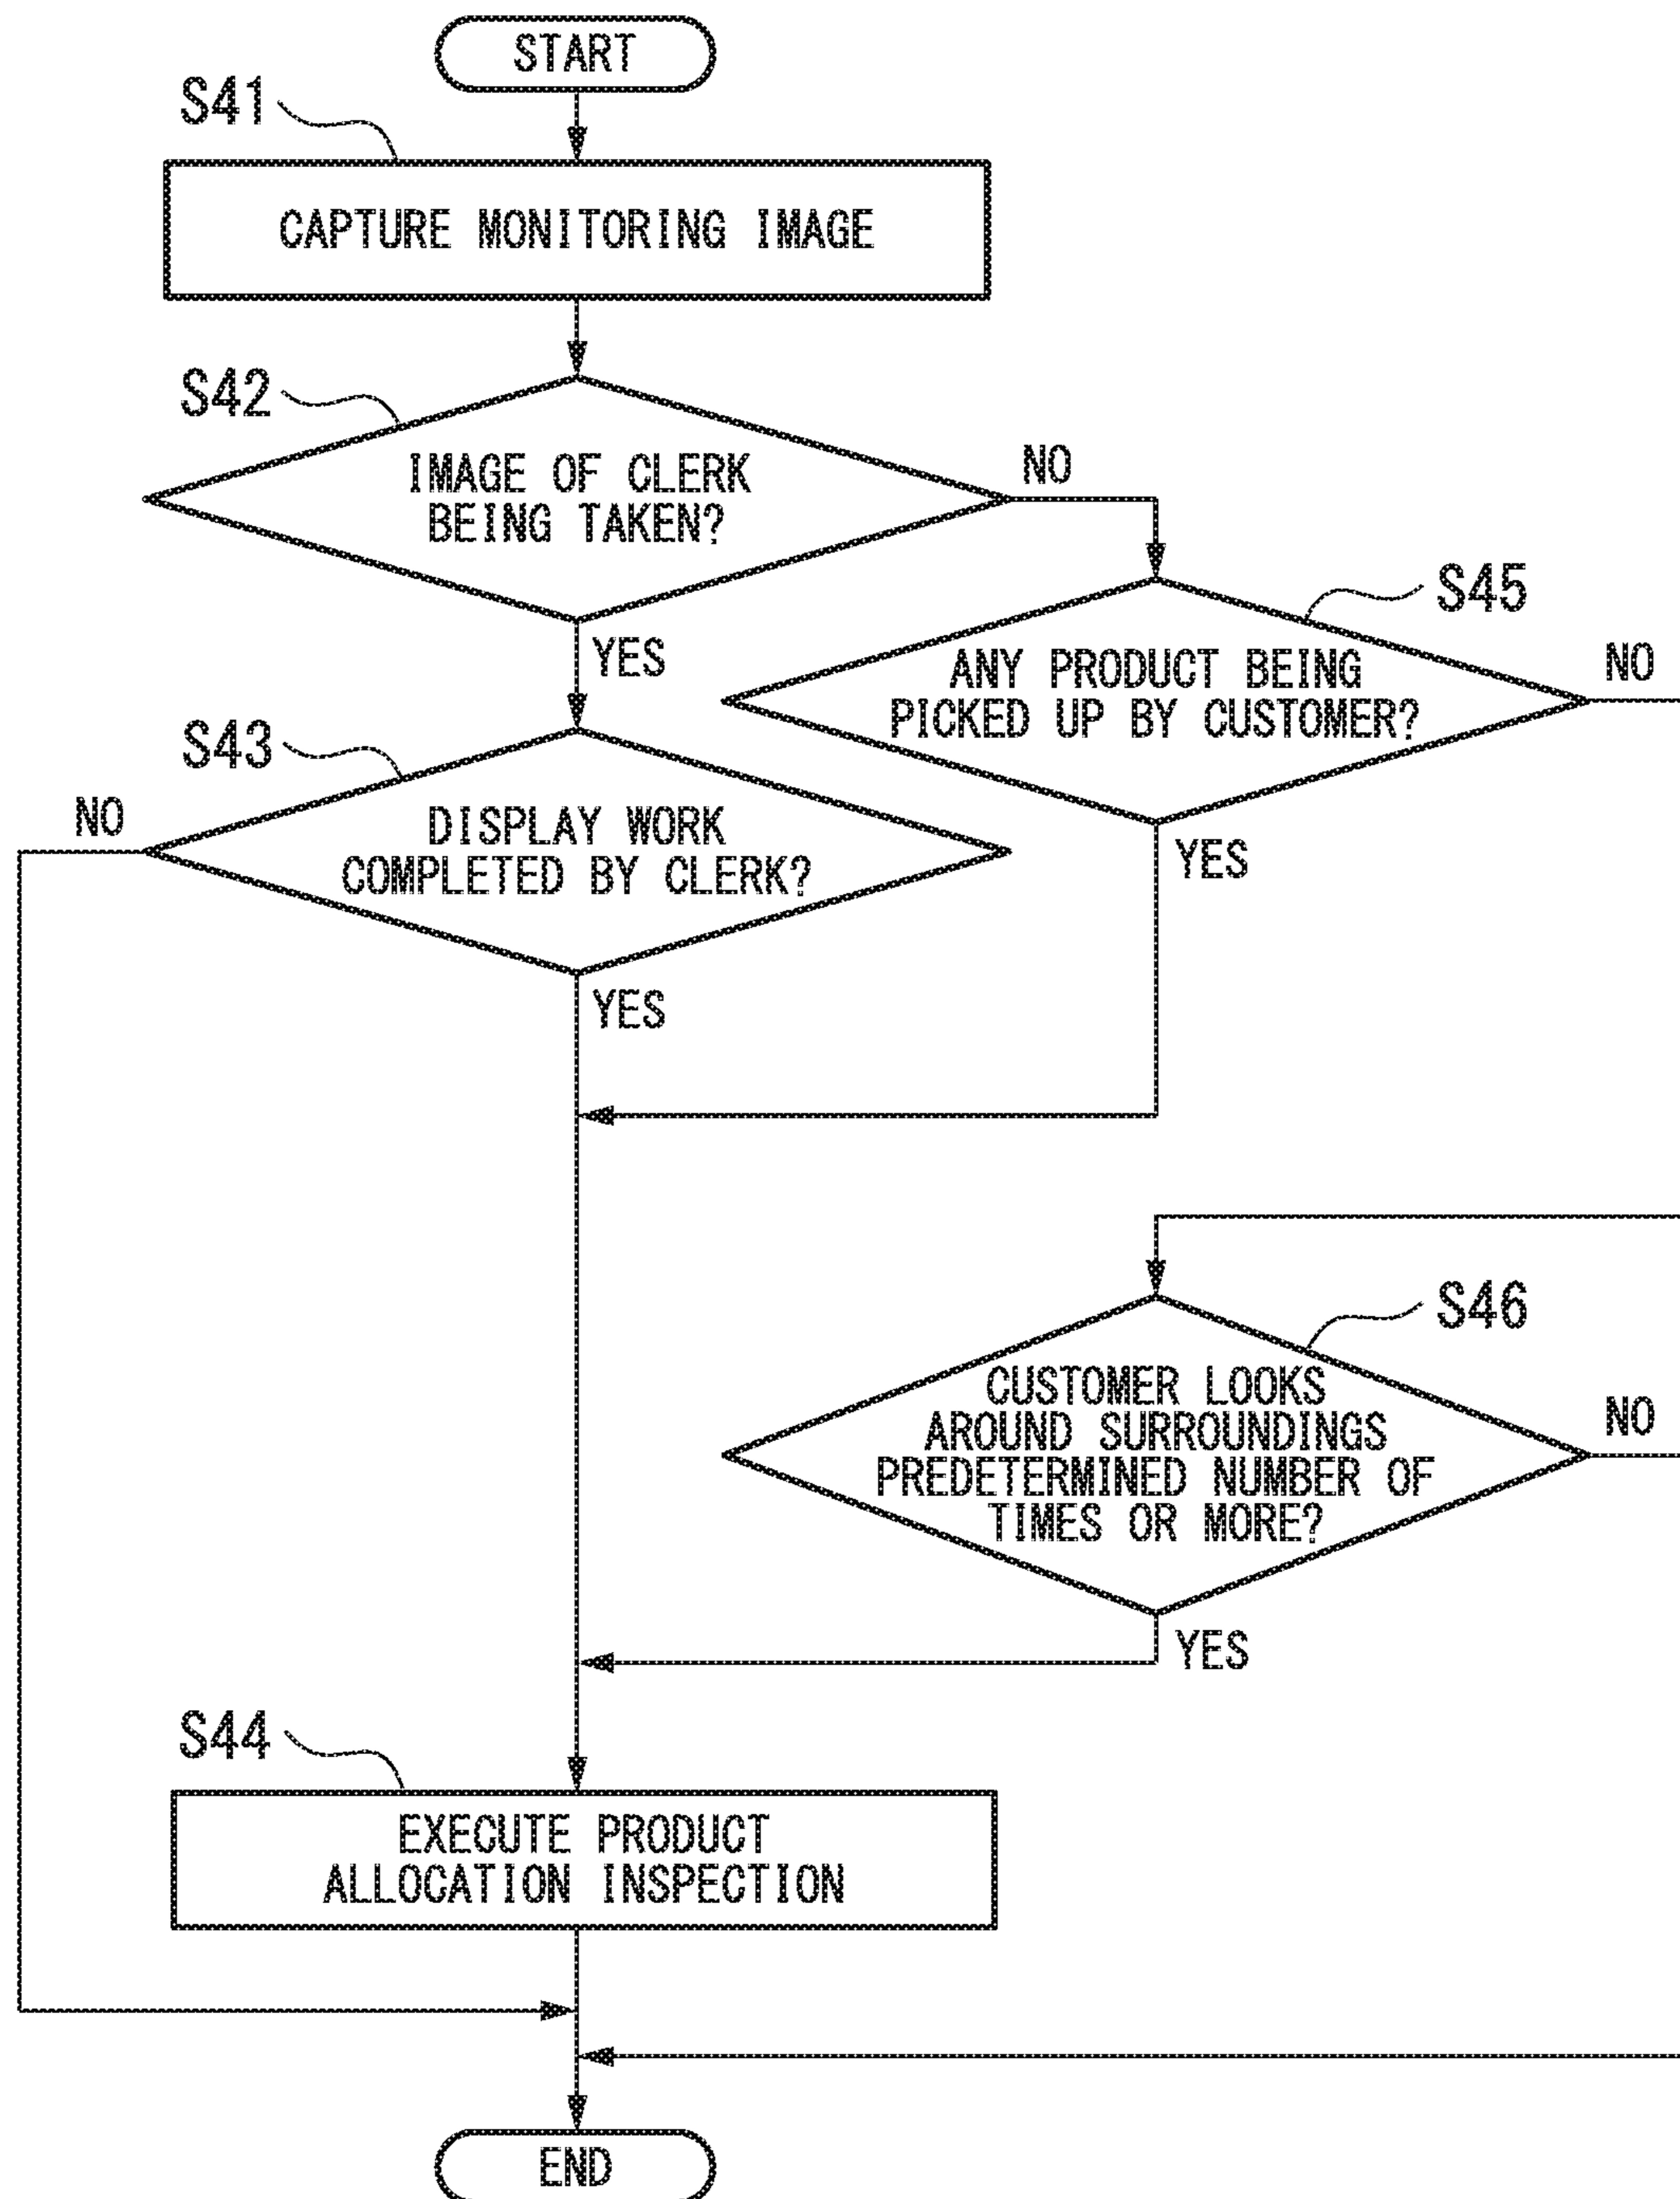 START
S41
CAPTURE MONITORING IMAGE
S42
IMAGE OF CLERK
BEING TAKEN?
NO
YES
S45
ANY PRODUCT BEING
PICKED UP BY CUSTOMER?
NO
YES
S43
DISPLAY WORK
COMPLETED BY CLERK?
NO
YES
S46
CUSTOMER LOOKS
AROUND SURROUNDINGS
PREDETERMINED NUMBER OF
TIMES OR MORE?
NO
YES
S44
EXECUTE PRODUCT
ALLOCATION INSPECTION
END